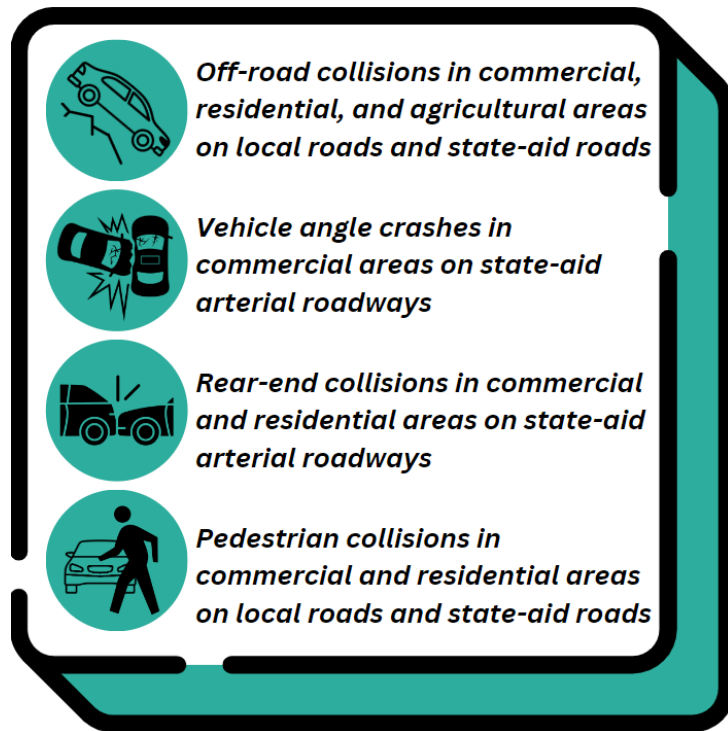 Off-road collisions in commercial,
residential, and agricultural areas
on local roads and state-aid roads
Vehicle angle crashes in
commercial areas on state-aid
arterial roadways
Rear-end collisions in commercial
and residential areas on state-aid
arterial roadways
Pedestrian collisions in
commercial and residential areas
on local roads and state-aid roads